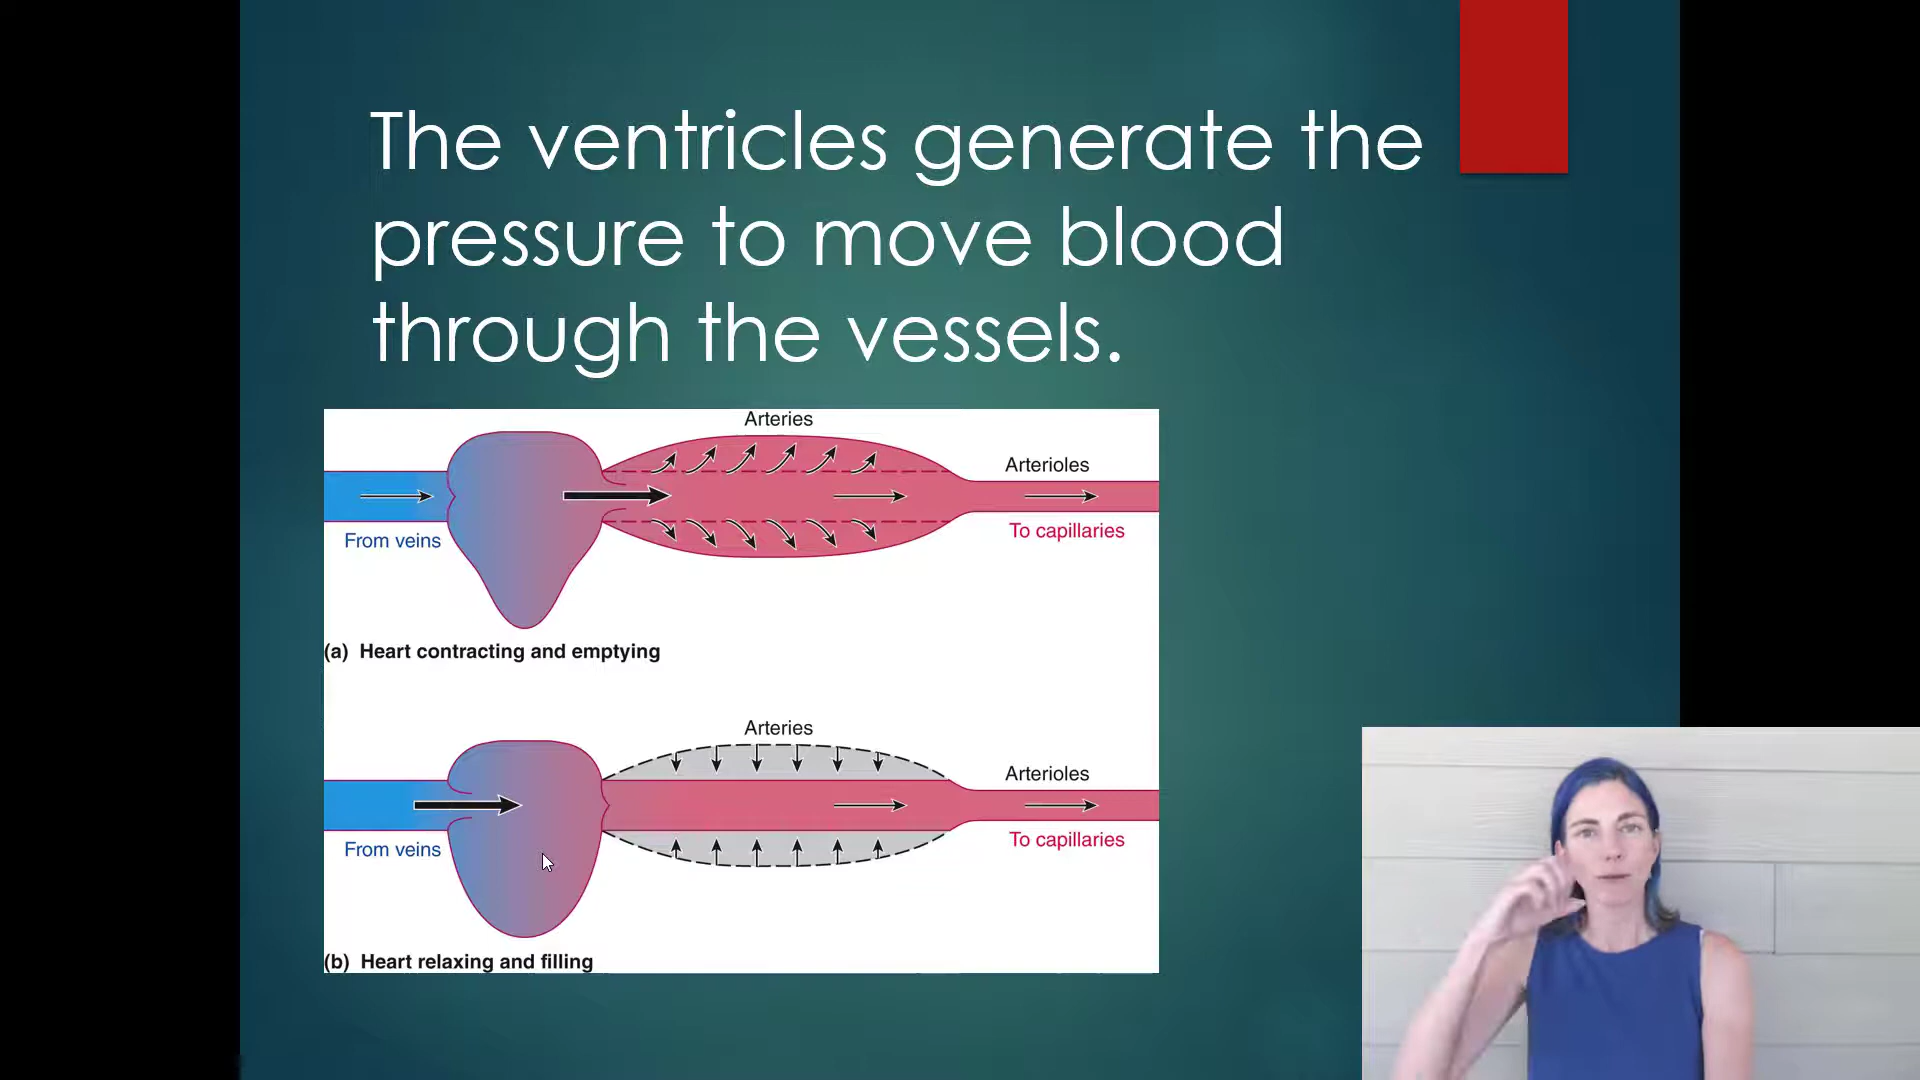 The ventricles generate the
pressure to move blood
through the vessels.
Arteries
Arterioles
From veins
To capillaries
(a) Heart contracting and emptying
Arteries
Arterioles
From veins
To capillaries
(b) Heart relaxing and filling